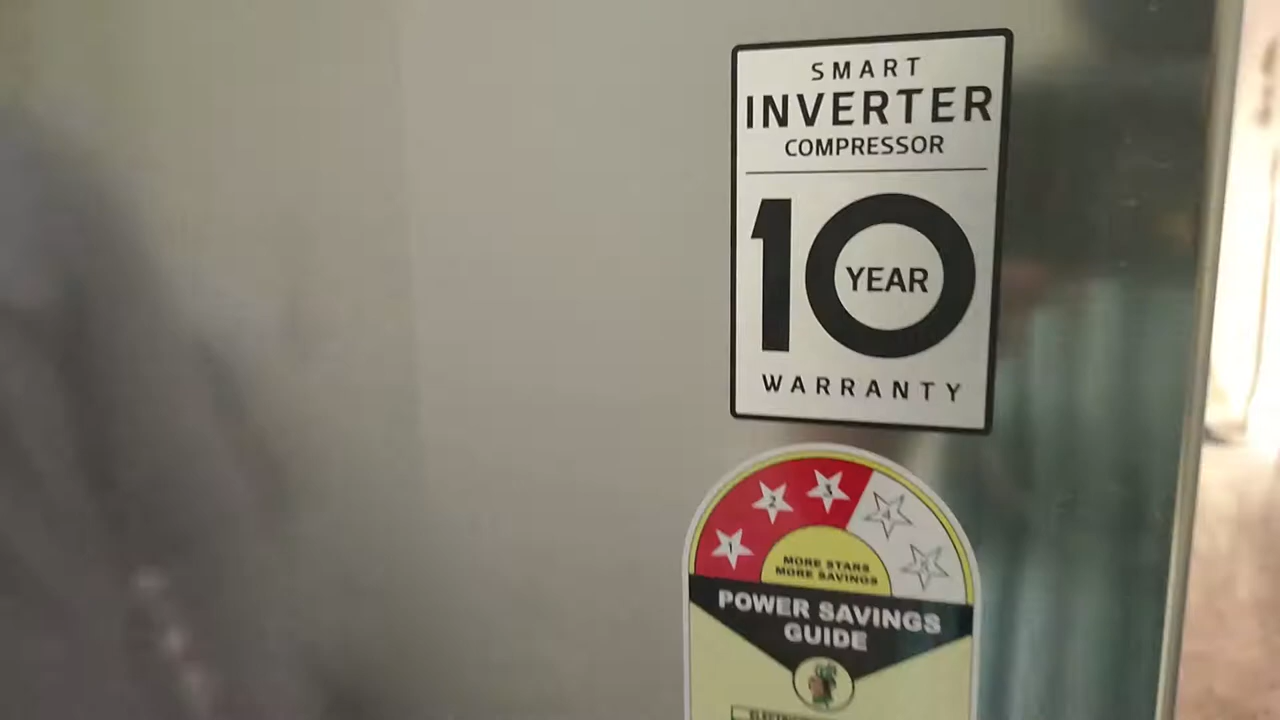 SMART
INVERTER
COMPRESSOR
10
YEAR
WARRANTY
1 2 3 4 5
MORE STARS
MORE SAVINGS
POWER SAVINGS
GUIDE